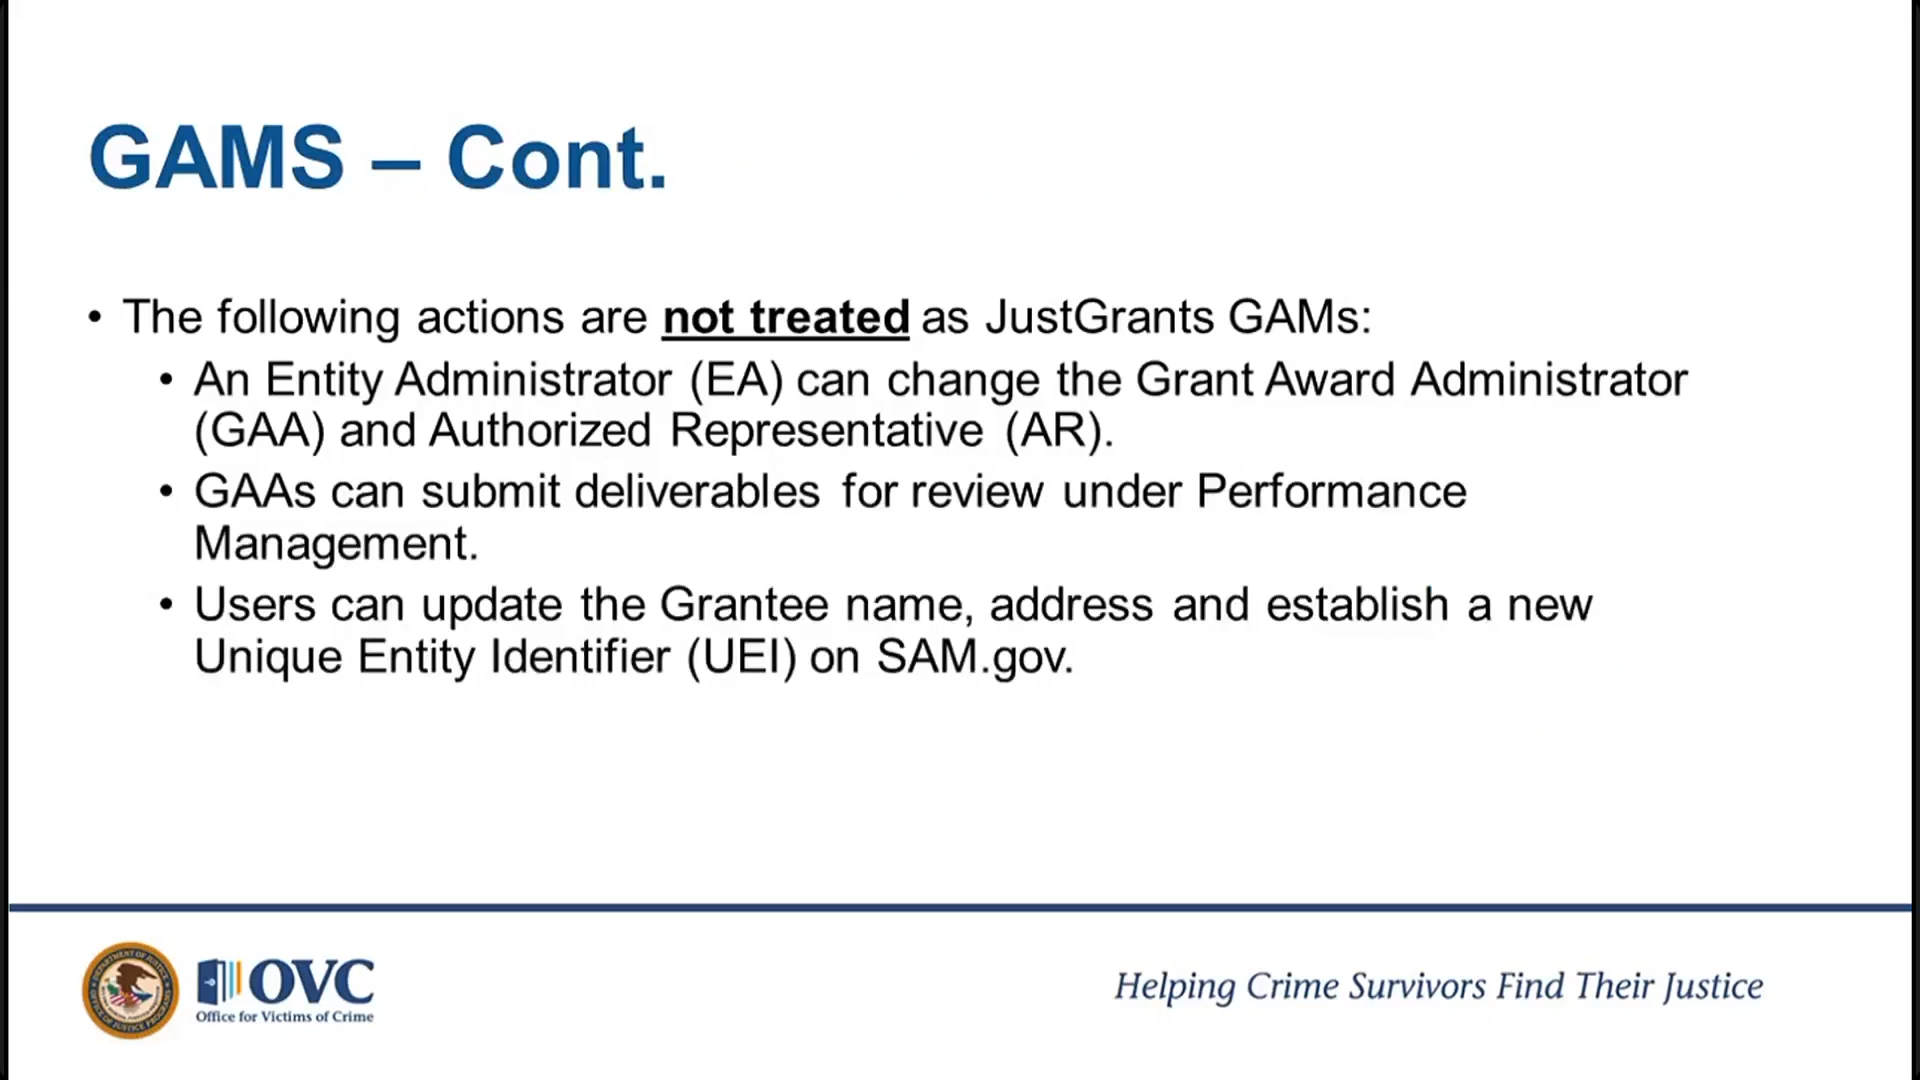 GAMS – Cont.
• The following actions are not treated as JustGrants GAMs:
• An Entity Administrator (EA) can change the Grant Award Administrator
(GAA) and Authorized Representative (AR).
• GAAs can submit deliverables for review under Performance
Management.
• Users can update the Grantee name, address and establish a new
Unique Entity Identifier (UEI) on SAM.gov.
OVC
Office for Victims of Crime
Helping Crime Survivors Find Their Justice